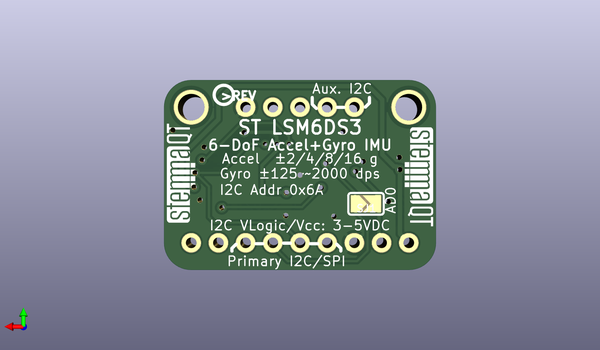 REV
Aux. I2C
ST LSM6DS3
6-DoF Accel+Gyro IMU
Accel ±2/4/8/16 g
Gyro ±125~2000 dps
I2C Addr 0x6A
AD0
I2C VLogic/Vcc: 3-5VDC
Primary I2C/SPI
stemmaQT
stemmaQT